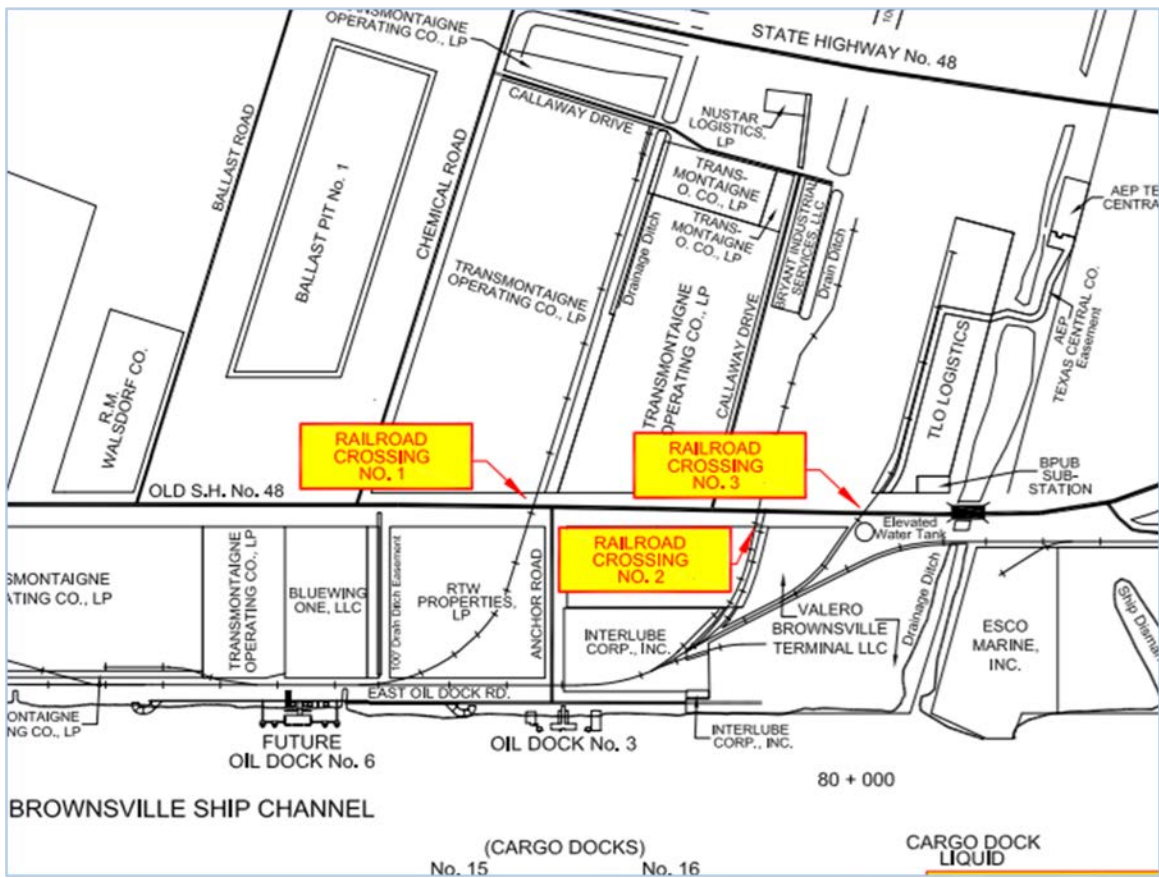 ANSMONTAIGNE
OPERATING CO., LP
STATE HIGHWAY No. 48
CALLAWAY DRIVE
NUSTAR
LOGISTICS,
LP
BALLAST ROAD
BALLAST PIT No. 1
CHEMICAL ROAD
TRANS-
MONTAIGNE
O. CO., LP
TRANS-
MONTAIGNE
O. CO., LP
BRYANT INDUSTRIAL
SERVICES, LLC
Drain Ditch
Drainage Ditch
AEP TE
CENTRA
TRANSMONTAIGNE
OPERATING CO., LP
TRANSMONTAIGNE
OPERATING CO., LP
CALLAWAY DRIVE
TLO LOGISTICS
AEP
TEXAS CENTRAL CO.
Easement
R.M.
WALSDORF CO.
RAILROAD
CROSSING
NO. 1
RAILROAD
CROSSING
NO. 3
BPUB
SUB-
STATION
OLD S.H. No. 48
Elevated
Water Tank
RAILROAD
CROSSING
NO. 2
SMONTAIGNE
ATING CO., LP
TRANSMONTAIGNE
OPERATING CO., LP
BLUEWING
ONE, LLC
100' Drain Ditch Easement
RTW
PROPERTIES,
LP
ANCHOR ROAD
INTERLUBE
CORP., INC.
VALERO
BROWNSVILLE
TERMINAL LLC
Drainage Ditch
ESCO
MARINE,
INC.
Ship Disman
EAST OIL DOCK RD.
ONTAIGNE
NG CO., LP
FUTURE
OIL DOCK No. 6
OIL DOCK No. 3
INTERLUBE
CORP., INC.
80 + 000
BROWNSVILLE SHIP CHANNEL
(CARGO DOCKS)
No. 15
No. 16
CARGO DOCK
LIQUID